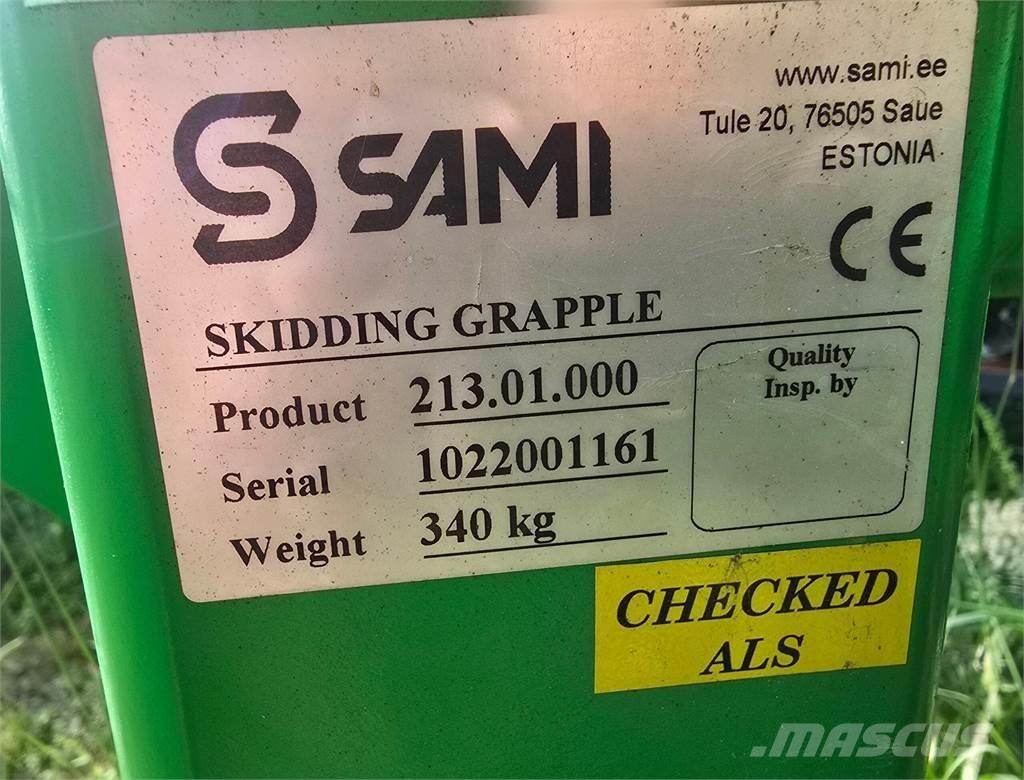 SAMI
www.sami.ee
Tule 20, 76505 Saue
ESTONIA
CE
SKIDDING GRAPPLE
Product 213.01.000
Serial 1022001161
Weight 340 kg
Quality
Insp. by
CHECKED
ALS
.MASCUS